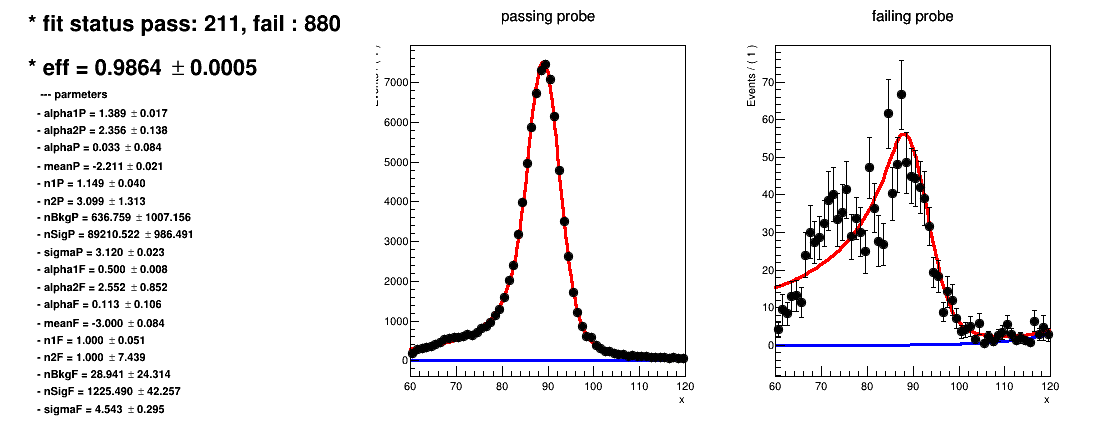 * fit status pass: 211, fail : 880
* eff = 0.9864 ± 0.0005
--- parmeters
- alpha1P = 1.389 ± 0.017
- alpha2P = 2.356 ± 0.138
- alphaP = 0.033 ± 0.084
- meanP = -2.211 ± 0.021
- n1P = 1.149 ± 0.040
- n2P = 3.099 ± 1.313
- nBkgP = 636.759 ± 1007.156
- nSigP = 89210.522 ± 986.491
- sigmaP = 3.120 ± 0.023
- alpha1F = 0.500 ± 0.008
- alpha2F = 2.552 ± 0.852
- alphaF = 0.113 ± 0.106
- meanF = -3.000 ± 0.084
- n1F = 1.000 ± 0.051
- n2F = 1.000 ± 7.439
- nBkgF = 28.941 ± 24.314
- nSigF = 1225.490 ± 42.257
- sigmaF = 4.543 ± 0.295
passing probe
7000
6000
5000
4000
3000
2000
1000
0
60 70 80 90 100 110 120
x
failing probe
Events / ( 1 )
70
60
50
40
30
20
10
0
60 70 80 90 100 110 120
x